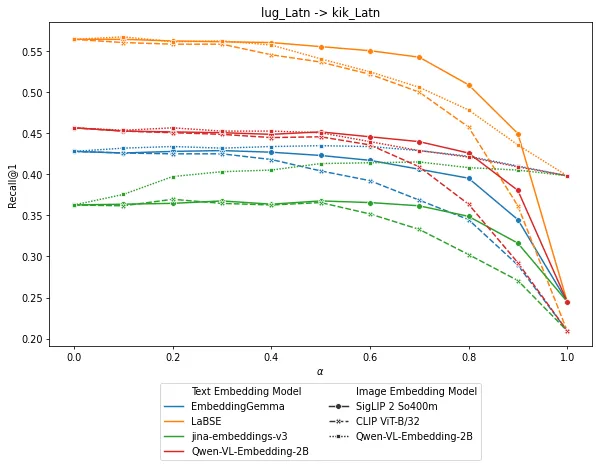 lug_Latn -> kik_Latn
Recall@1
0.55
0.50
0.45
0.40
0.35
0.30
0.25
0.20
0.0 0.2 0.4 0.6 0.8 1.0
α
Text Embedding Model Image Embedding Model
EmbeddingGemma SigLIP 2 So400m
LaBSE CLIP ViT-B/32
jina-embeddings-v3 Qwen-VL-Embedding-2B
Qwen-VL-Embedding-2B